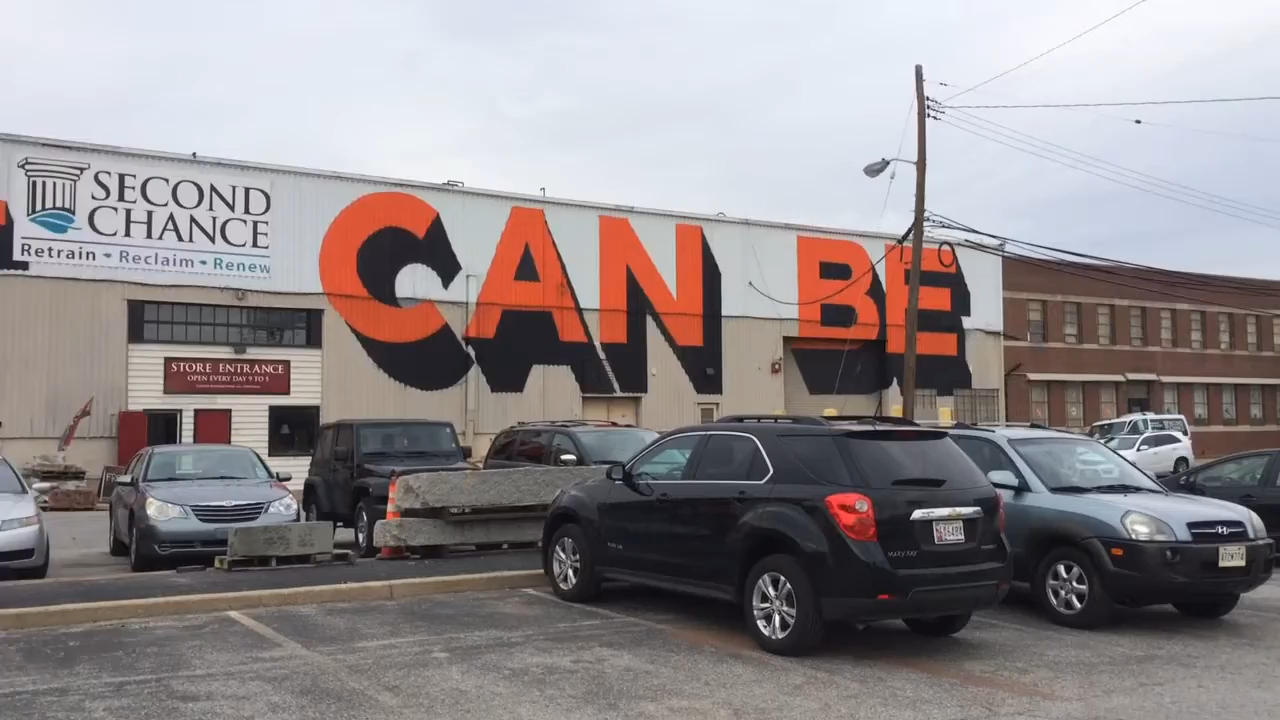 SECOND
CHANCE
Retrain - Reclaim - Renew
CAN BE
STORE ENTRANCE
OPEN EVERY DAY 9 TO 5